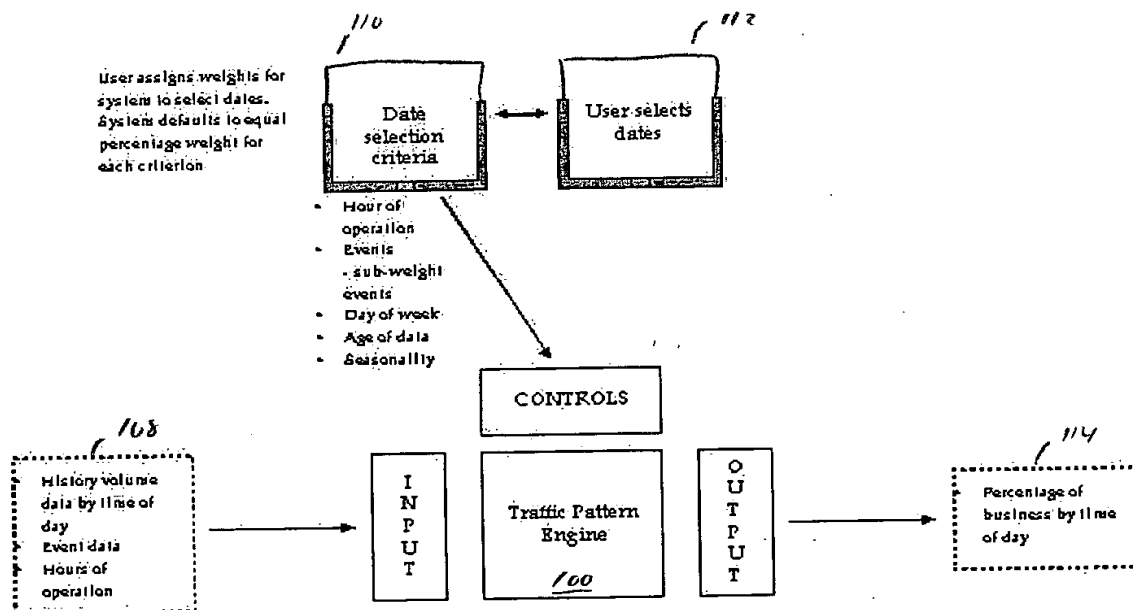 110
112
User assigns weights for
system to select dates.
System defaults to equal
percentage weight for
each criterion
Date
selection
criteria
User selects
dates
• Hour of
operation
• Events
- sub-weight
events
• Day of week
• Age of data
• Seasonality
CONTROLS
108
• History volume
data by time of
day
• Event data
Hours of
operation
INPUT
Traffic Pattern
Engine
100
OUTPUT
114
Percentage of
business by time
of day